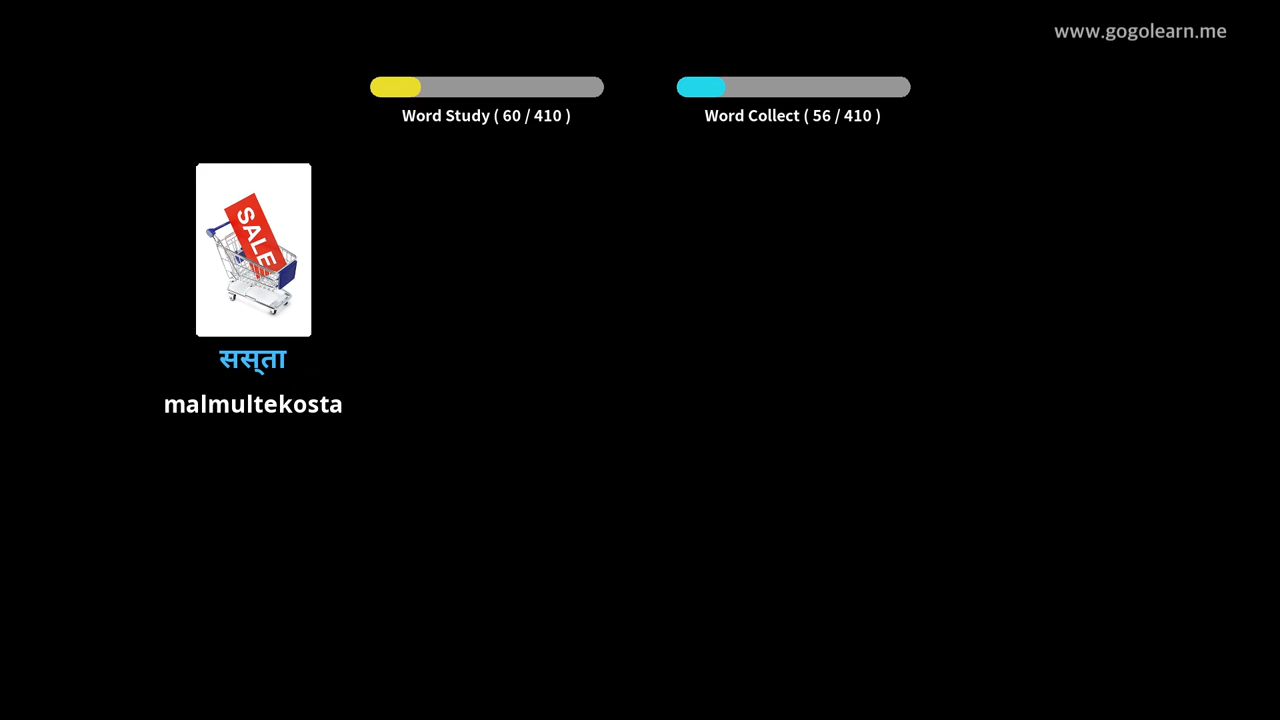 www.gogolearn.me
Word Study ( 60 / 410 )
Word Collect ( 56 / 410 )
SALE
सस्ता
malmultekosta